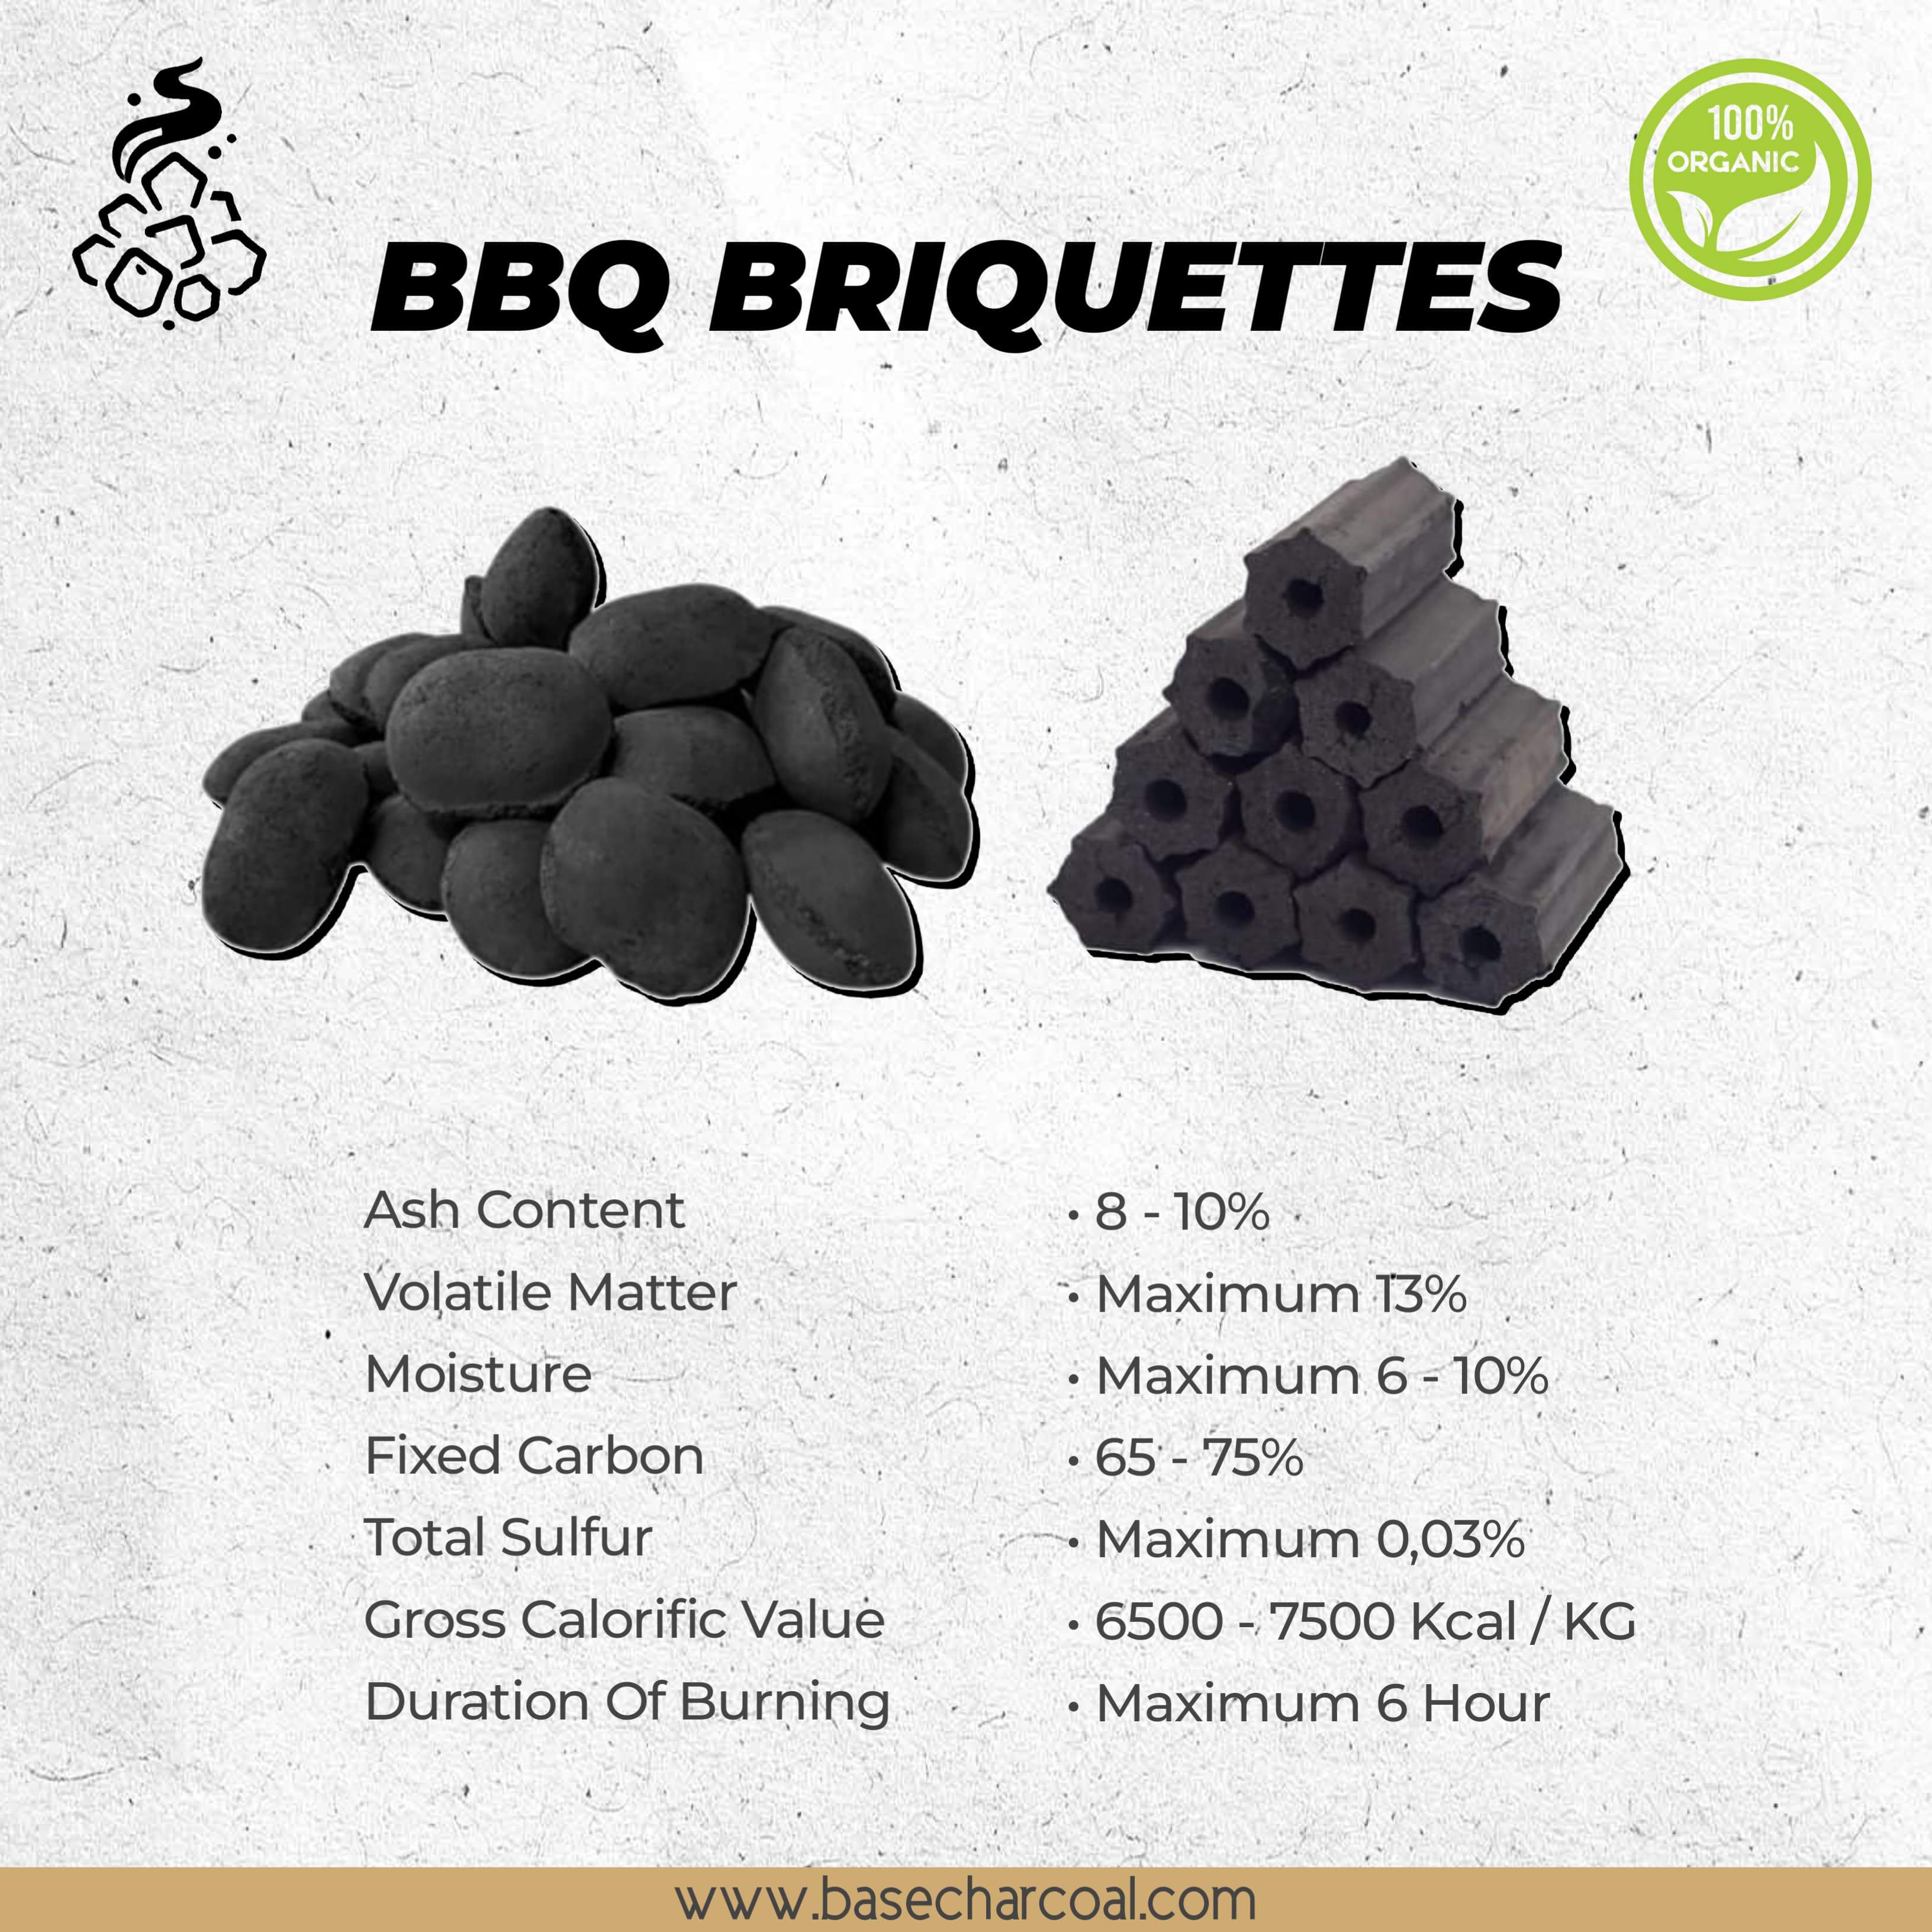 100%
ORGANIC
BBQ BRIQUETTES
Ash Content • 8 - 10%
Volatile Matter • Maximum 13%
Moisture • Maximum 6 - 10%
Fixed Carbon • 65 - 75%
Total Sulfur • Maximum 0,03%
Gross Calorific Value • 6500 - 7500 Kcal / KG
Duration Of Burning • Maximum 6 Hour
www.basecharcoal.com